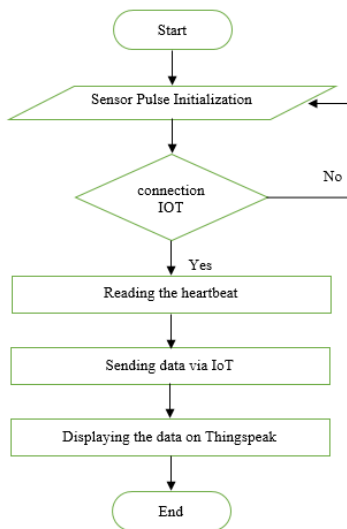 Start
Sensor Pulse Initialization
connection
IOT
No
Yes
Reading the heartbeat
Sending data via IoT
Displaying the data on Thingspeak
End